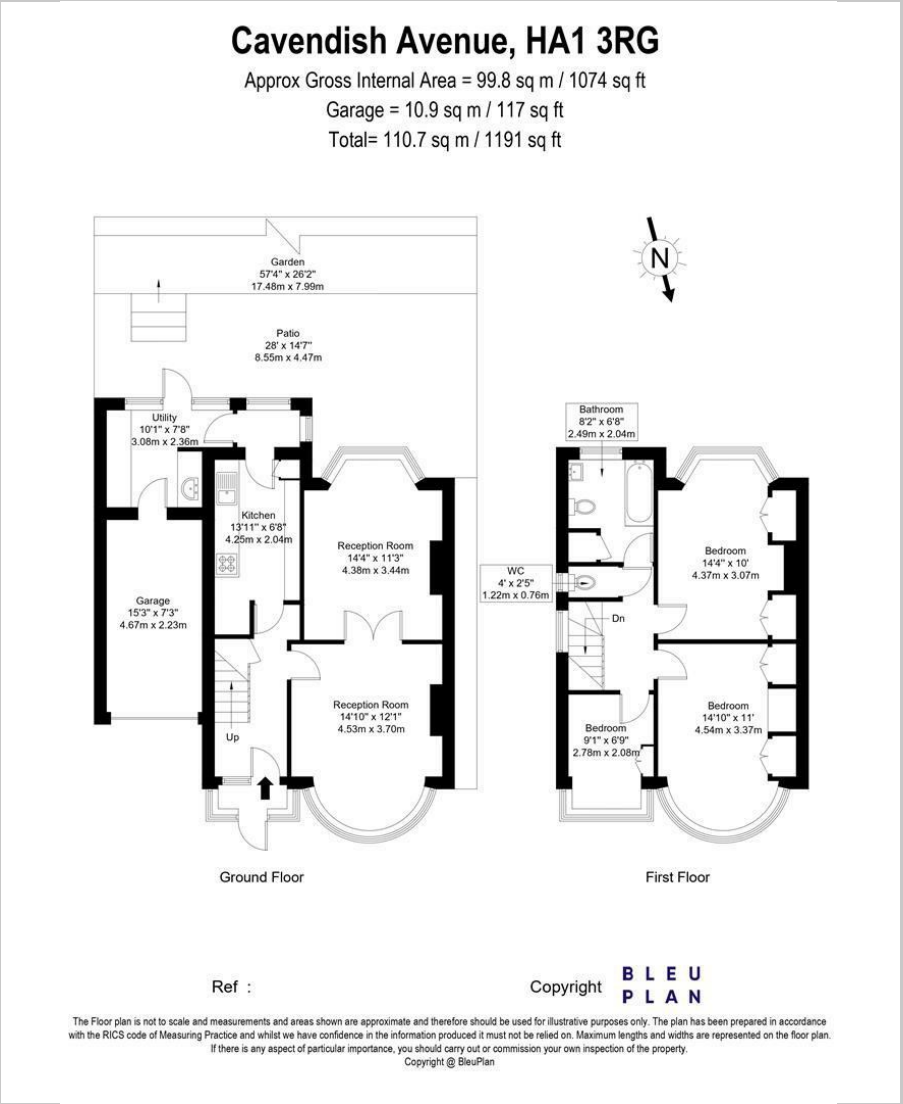 Cavendish Avenue, HA1 3RG
Approx Gross Internal Area = 99.8 sq m / 1074 sq ft
Garage = 10.9 sq m / 117 sq ft
Total= 110.7 sq m / 1191 sq ft
N
Garden
57'4" x 26'2"
17.48m x 7.99m
Patio
28' x 14'7"
8.55m x 4.47m
Utility
10'1" x 7'8"
3.08m x 2.36m
Kitchen
13'11" x 6'8"
4.25m x 2.04m
Reception Room
14'4" x 11'3"
4.38m x 3.44m
Garage
15'3" x 7'3"
4.67m x 2.23m
Reception Room
14'10" x 12'1"
4.53m x 3.70m
Up
Ground Floor
Bathroom
8'2" x 6'8"
2.49m x 2.04m
Bedroom
14'4" x 10'
4.37m x 3.07m
WC
4' x 2'5"
1.22m x 0.76m
Dn
Bedroom
14'10" x 11'
4.54m x 3.37m
Bedroom
9'1" x 6'9"
2.78m x 2.08m
First Floor
Ref :
Copyright
BLEU
PLAN
The Floor plan is not to scale and measurements and areas shown are approximate and therefore should be used for illustrative purposes only. The plan has been prepared in accordance
with the RICS code of Measuring Practice and whilst we have confidence in the information produced it must not be relied on. Maximum lengths and widths are represented on the floor plan.
If there is any aspect of particular importance, you should carry out or commission your own inspection of the property.
Copyright @ BleuPlan